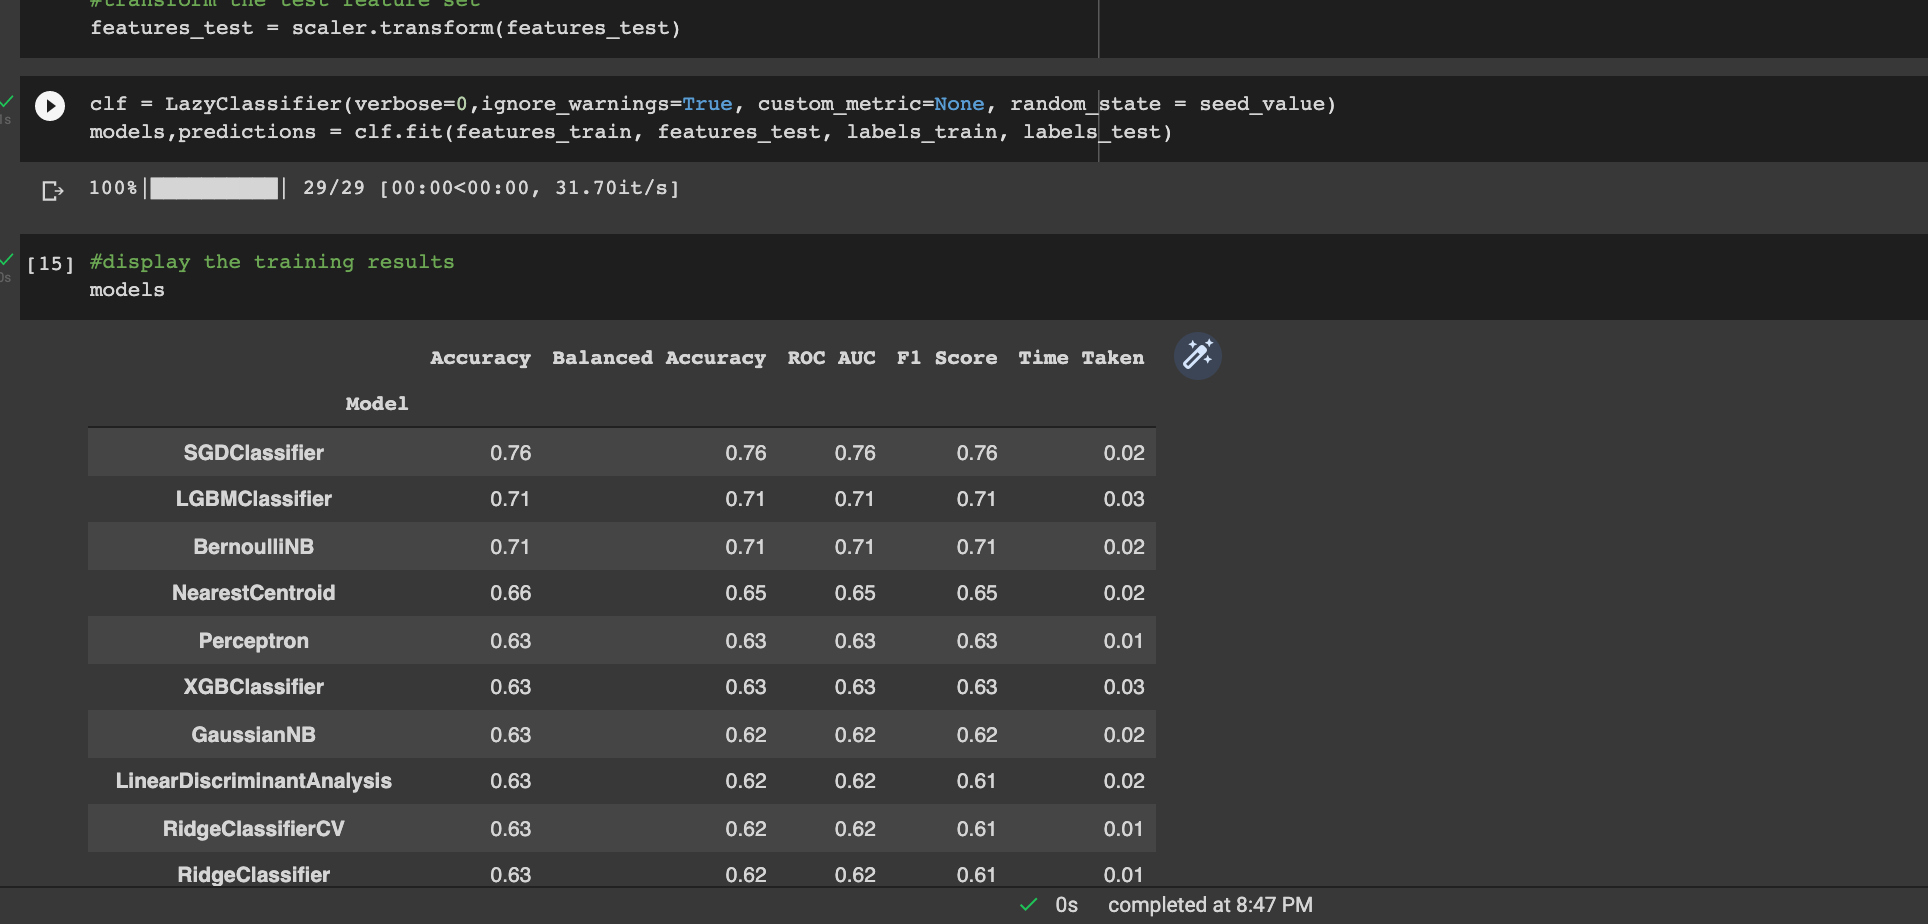 #transform the test feature set
features_test = scaler.transform(features_test)
1s
clf = LazyClassifier(verbose=0,ignore_warnings=True, custom_metric=None, random_state = seed_value)
models,predictions = clf.fit(features_train, features_test, labels_train, labels_test)
100%|██████████| 29/29 [00:00<00:00, 31.70it/s]
[15] #display the training results
0s
models
Accuracy Balanced Accuracy ROC AUC F1 Score Time Taken
Model
SGDClassifier 0.76 0.76 0.76 0.76 0.02
LGBMClassifier 0.71 0.71 0.71 0.71 0.03
BernoulliNB 0.71 0.71 0.71 0.71 0.02
NearestCentroid 0.66 0.65 0.65 0.65 0.02
Perceptron 0.63 0.63 0.63 0.63 0.01
XGBClassifier 0.63 0.63 0.63 0.63 0.03
GaussianNB 0.63 0.62 0.62 0.62 0.02
LinearDiscriminantAnalysis 0.63 0.62 0.62 0.61 0.02
RidgeClassifierCV 0.63 0.62 0.62 0.61 0.01
RidgeClassifier 0.63 0.62 0.62 0.61 0.01
0s completed at 8:47 PM